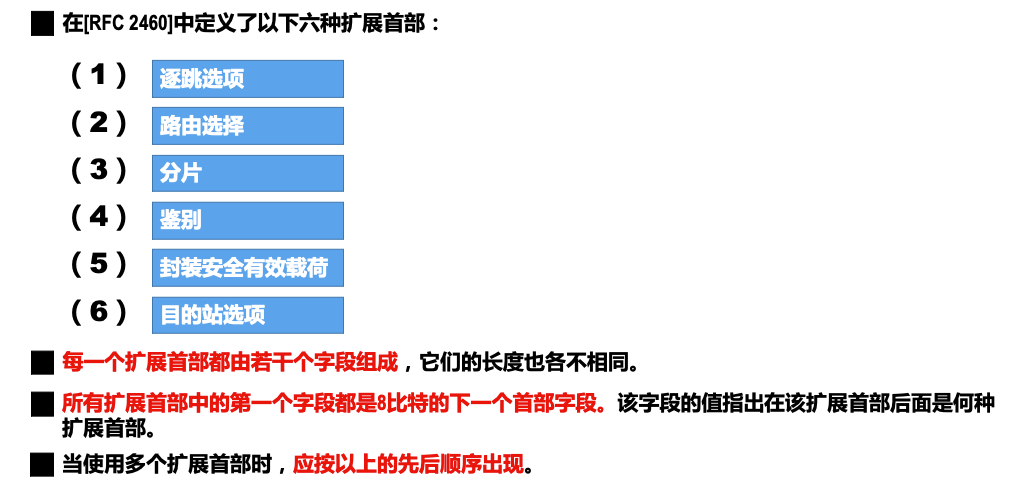 在[RFC 2460]中定义了以下六种扩展首部：
（1） 逐跳选项
（2） 路由选择
（3） 分片
（4） 鉴别
（5） 封装安全有效载荷
（6） 目的站选项
每一个扩展首部都由若干个字段组成，它们的长度也各不相同。
所有扩展首部中的第一个字段都是8比特的下一个首部字段。该字段的值指出在该扩展首部后面是何种
扩展首部。
当使用多个扩展首部时，应按以上的先后顺序出现。